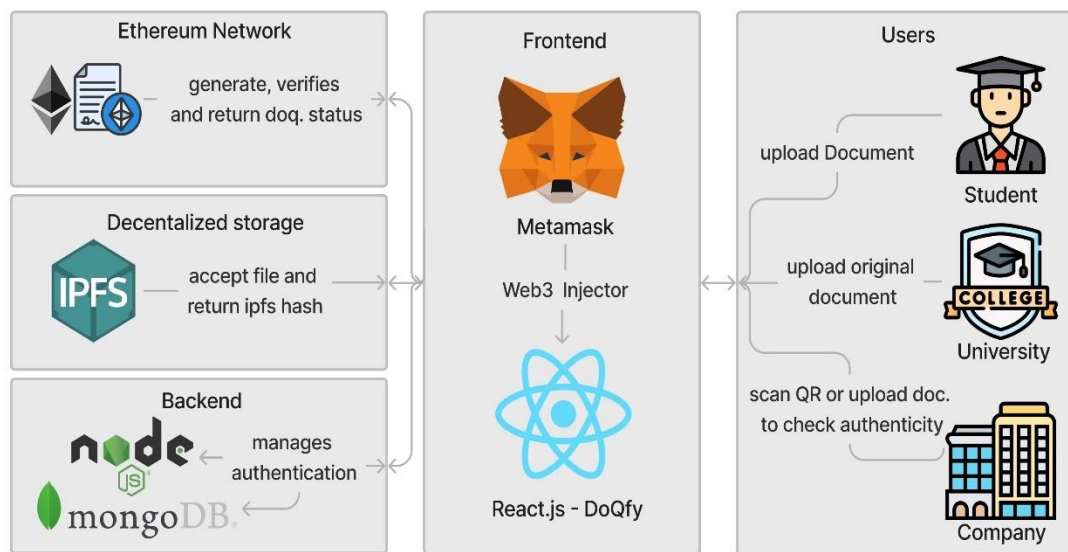 Ethereum Network
generate, verifies
and return doq. status
Decentalized storage
IPFS
accept file and
return ipfs hash
Backend
node
JS
manages
authentication
mongoDB.
Frontend
Metamask
Web3 Injector
React.js - DoQfy
Users
upload Document
Student
upload original
document
COLLEGE
University
scan QR or upload doc.
to check authenticity
Company